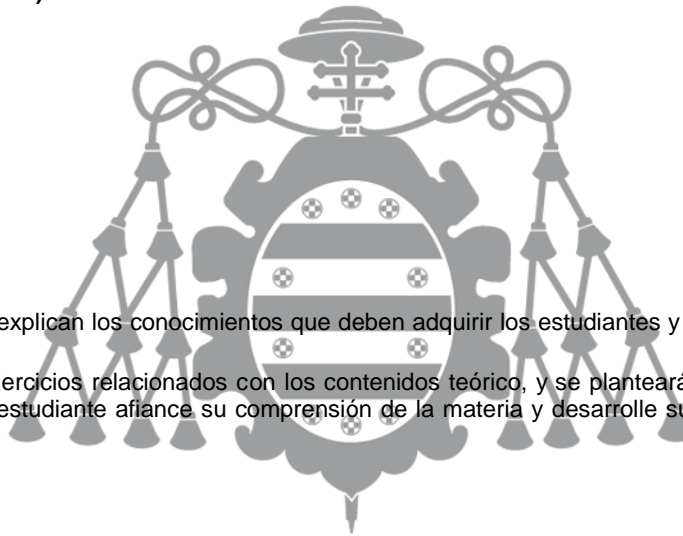 explican los conocimientos que deben adquirir los estudiantes y
ercicios relacionados con los contenidos teórico, y se planteará
estudiante afiance su comprensión de la materia y desarrolle su